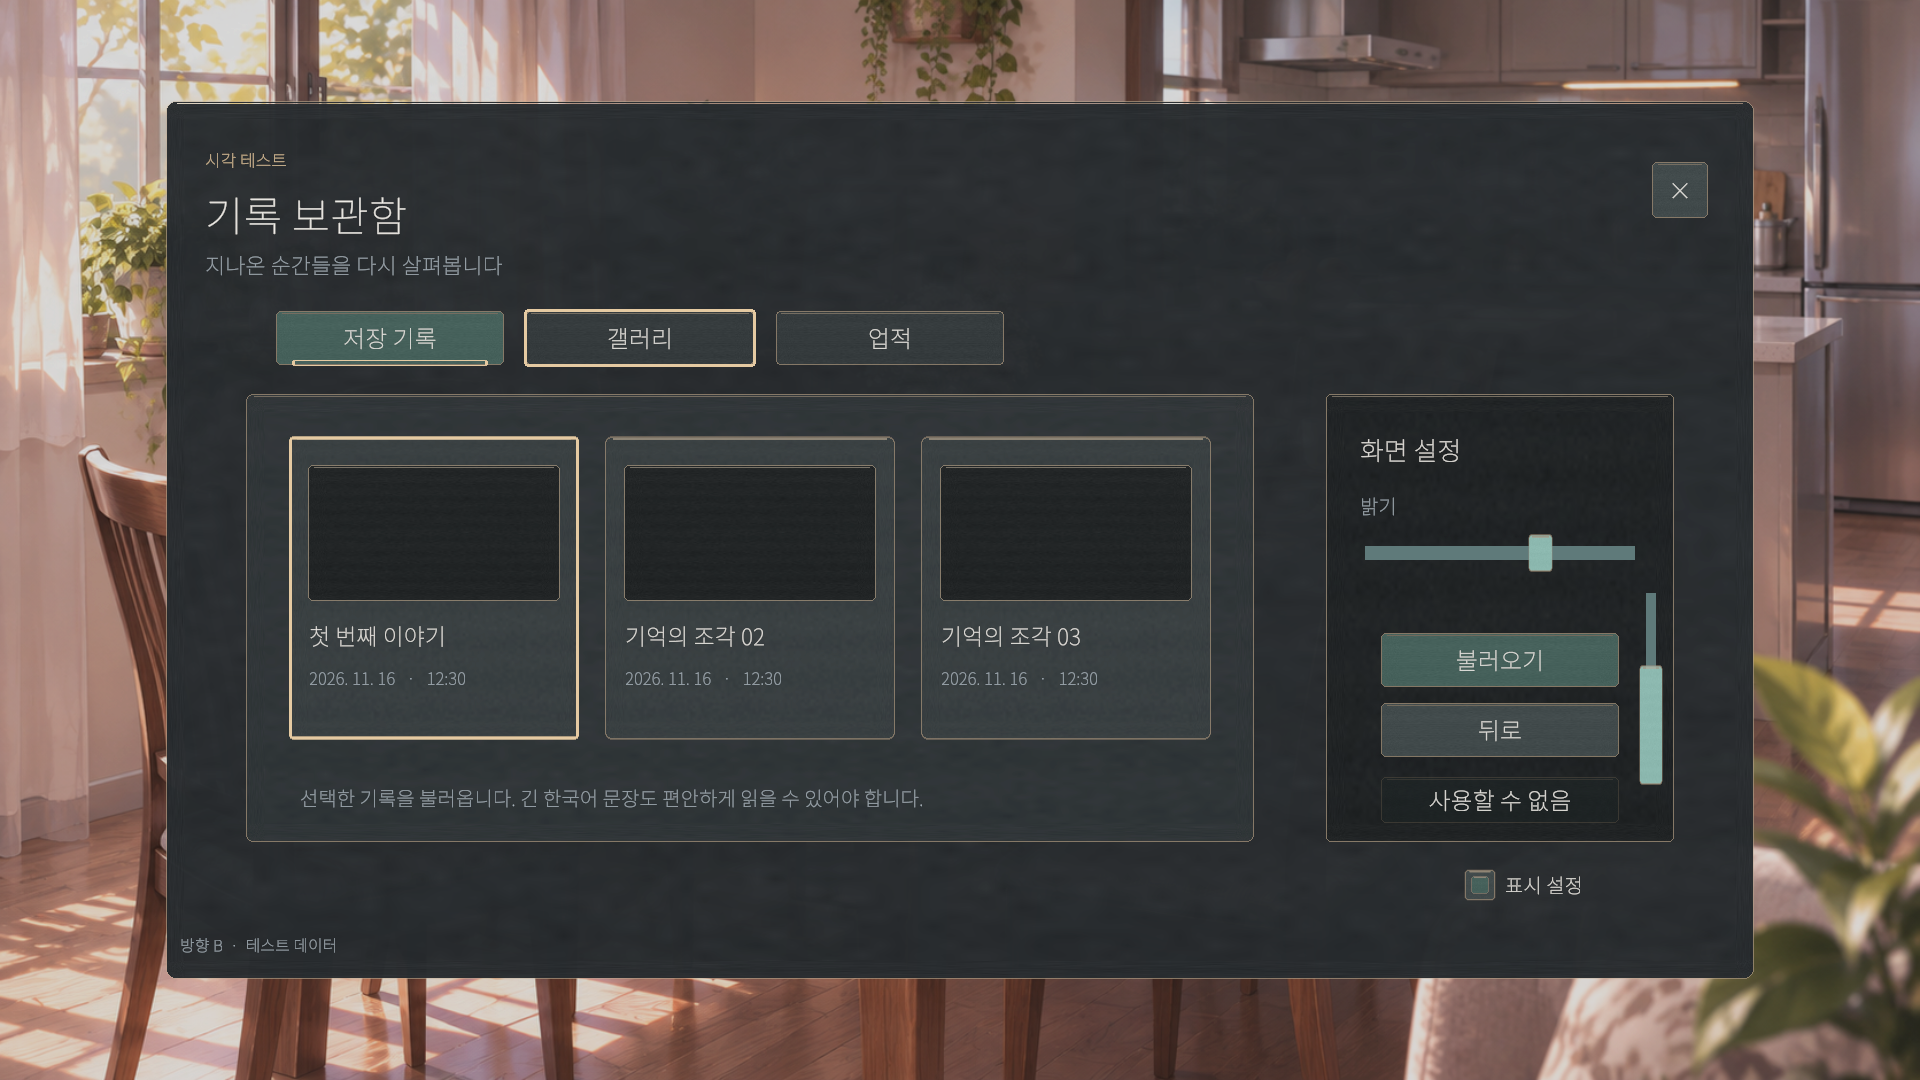 시각 테스트
기록 보관함
지나온 순간들을 다시 살펴봅니다
저장 기록
갤러리
업적
첫 번째 이야기
2026. 11. 16 · 12:30
기억의 조각 02
2026. 11. 16 · 12:30
기억의 조각 03
2026. 11. 16 · 12:30
선택한 기록을 불러옵니다. 긴 한국어 문장도 편안하게 읽을 수 있어야 합니다.
화면 설정
밝기
불러오기
뒤로
사용할 수 없음
표시 설정
방향 B · 테스트 데이터